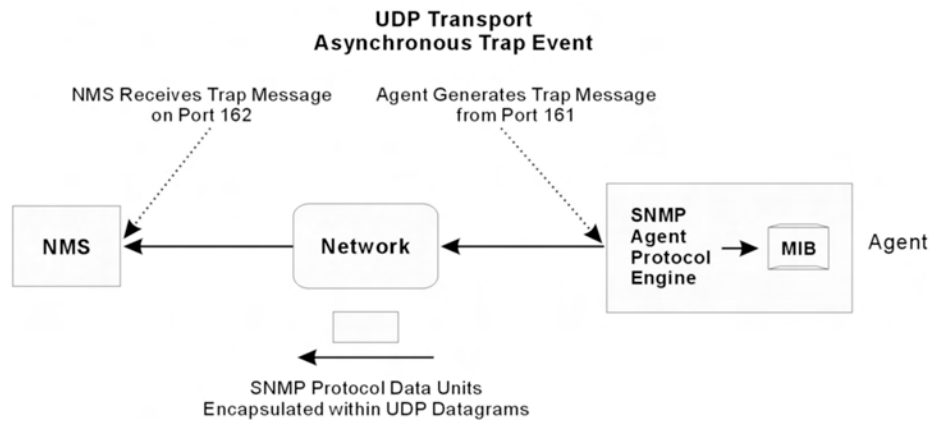 UDP Transport
Asynchronous Trap Event
NMS Receives Trap Message
on Port 162
Agent Generates Trap Message
from Port 161
NMS
Network
SNMP
Agent
Protocol
Engine
MIB
Agent
SNMP Protocol Data Units
Encapsulated within UDP Datagrams